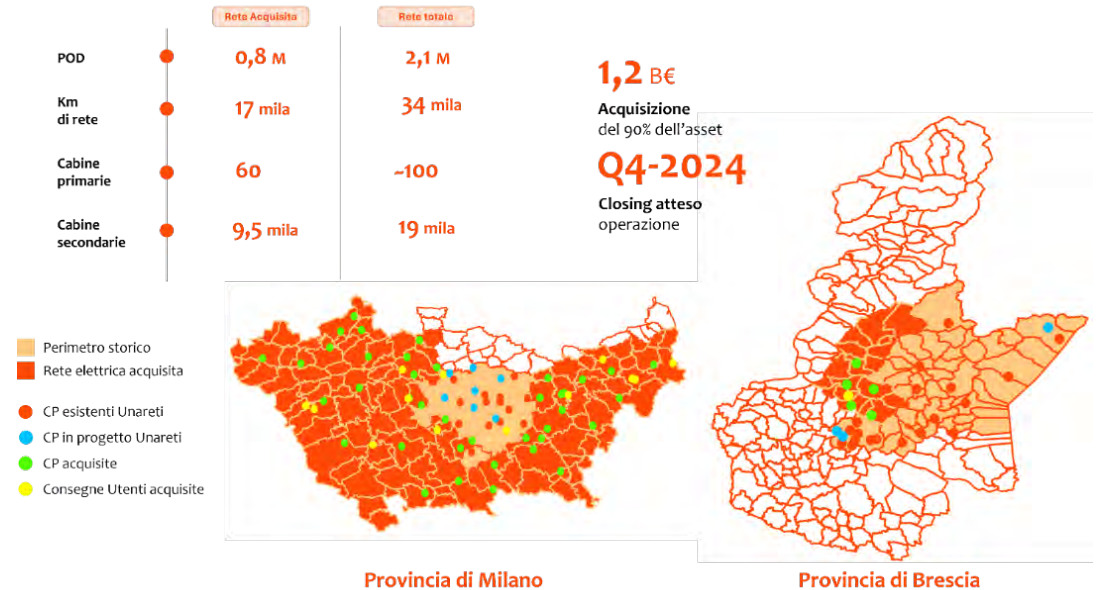 Rete Acquisita
Rete totale
POD
0,8 M
2,1 M
Km
di rete
17 mila
34 mila
Cabine
primarie
60
~100
Cabine
secondarie
9,5 mila
19 mila
1,2 B€
Acquisizione
del 90% dell'asset
Q4-2024
Closing atteso
operazione
Perimetro storico
Rete elettrica acquisita
CP esistenti Unareti
CP in progetto Unareti
CP acquisite
Consegne Utenti acquisite
Provincia di Milano
Provincia di Brescia